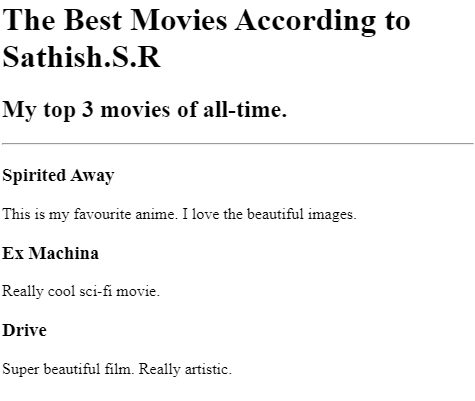 The Best Movies According to
Sathish.S.R
My top 3 movies of all-time.
Spirited Away
This is my favourite anime. I love the beautiful images.
Ex Machina
Really cool sci-fi movie.
Drive
Super beautiful film. Really artistic.